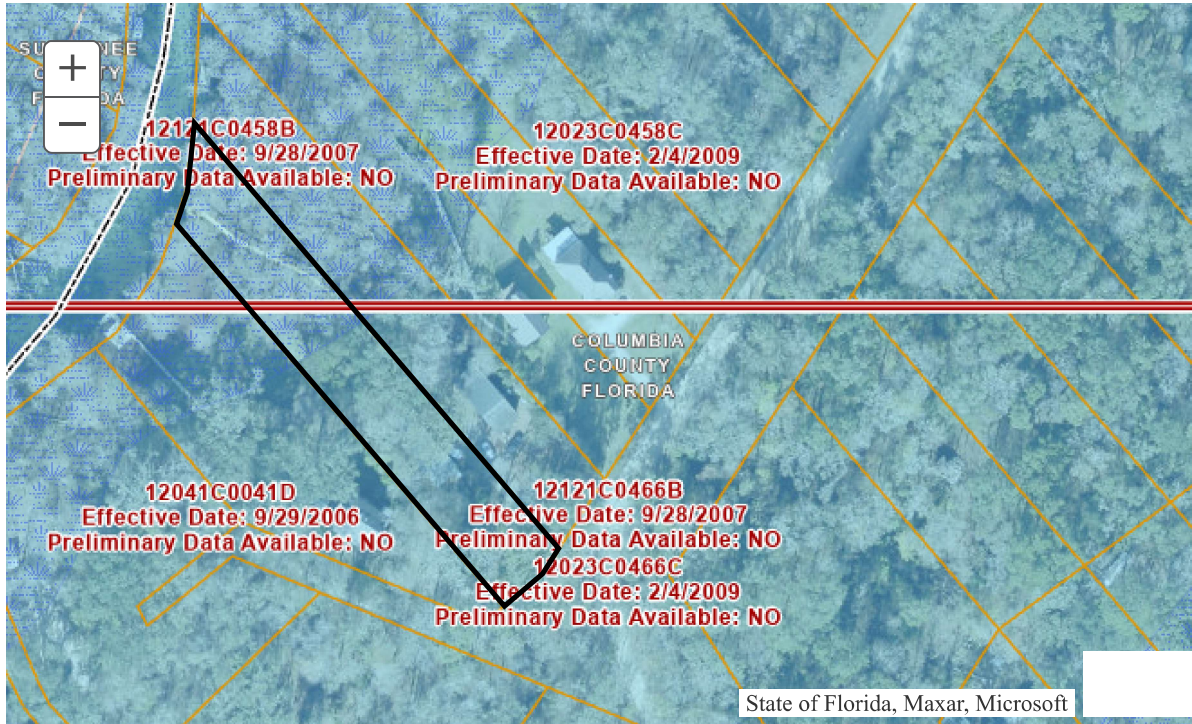 +
−
12121C0458B
Effective Date: 9/28/2007
Preliminary Data Available: NO
12023C0458C
Effective Date: 2/4/2009
Preliminary Data Available: NO
COLUMBIA
COUNTY
FLORIDA
12041C0041D
Effective Date: 9/29/2006
Preliminary Data Available: NO
12121C0466B
Effective Date: 9/28/2007
Preliminary Data Available: NO
12023C0466C
Effective Date: 2/4/2009
Preliminary Data Available: NO
State of Florida, Maxar, Microsoft